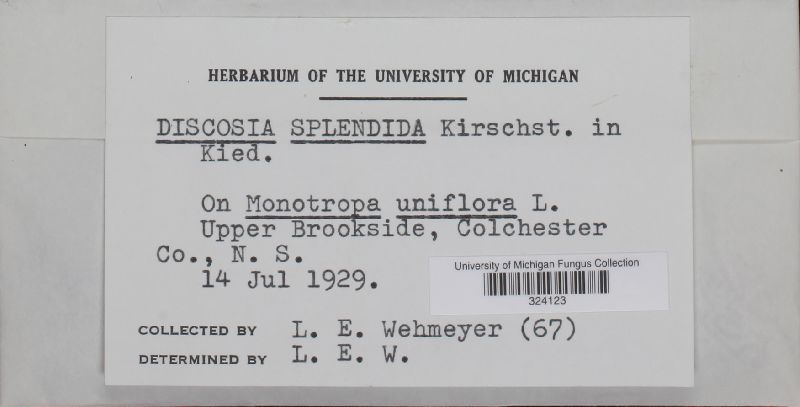 HERBARIUM OF THE UNIVERSITY OF MICHIGAN
DISCOSIA SPLENDIDA Kirschst. in
Kied.
On Monotropa uniflora L.
Upper Brookside, Colchester
Co., N. S.
14 Jul 1929.
University of Michigan Fungus Collection
324123
COLLECTED BY L. E. Wehmeyer (67)
DETERMINED BY L. E. W.